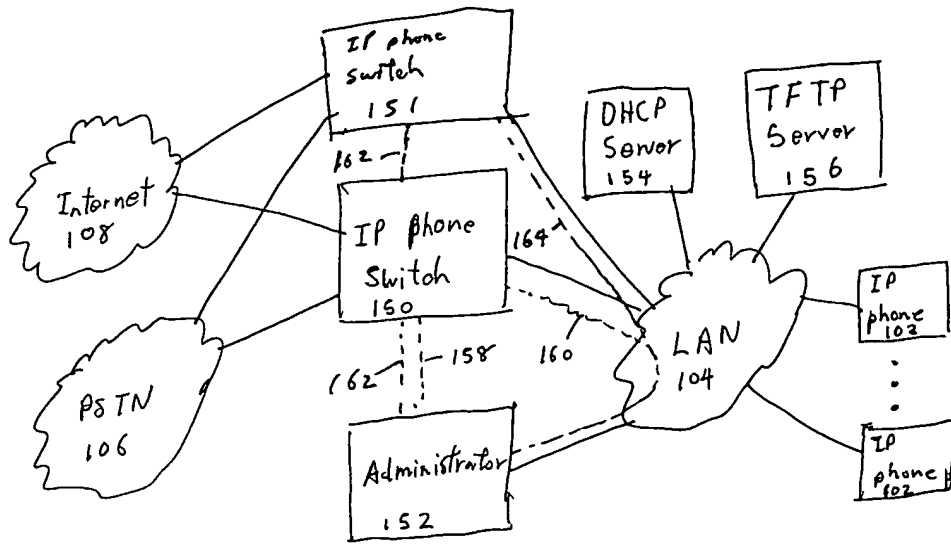 IP phone
switch
151
162
Internet
108
IP phone
Switch
150
DHCP
Server
154
TFTP
Server
156
164
160
LAN
104
IP
phone
102
IP
phone
102
162
158
PSTN
106
Administrator
152